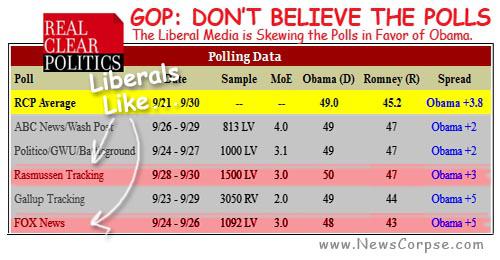 REAL
CLEAR
POLITICS
GOP: DON'T BELIEVE THE POLLS
The Liberal Media is Skewing the Polls in Favor of Obama.
Liberals
Like....
Polling Data
Poll Date Sample MoE Obama (D) Romney (R) Spread
RCP Average 9/21 - 9/30 -- -- 49.0 45.2 Obama +3.8
ABC News/Wash Post 9/26 - 9/29 813 LV 4.0 49 47 Obama +2
Politico/GWU/Battleground 9/24 - 9/27 1000 LV 3.1 49 47 Obama +2
Rasmussen Tracking 9/28 - 9/30 1500 LV 3.0 50 47 Obama +3
Gallup Tracking 9/23 - 9/29 3050 RV 2.0 49 44 Obama +5
FOX News 9/24 - 9/26 1092 LV 3.0 48 43 Obama +5
www.NewsCorpse.com